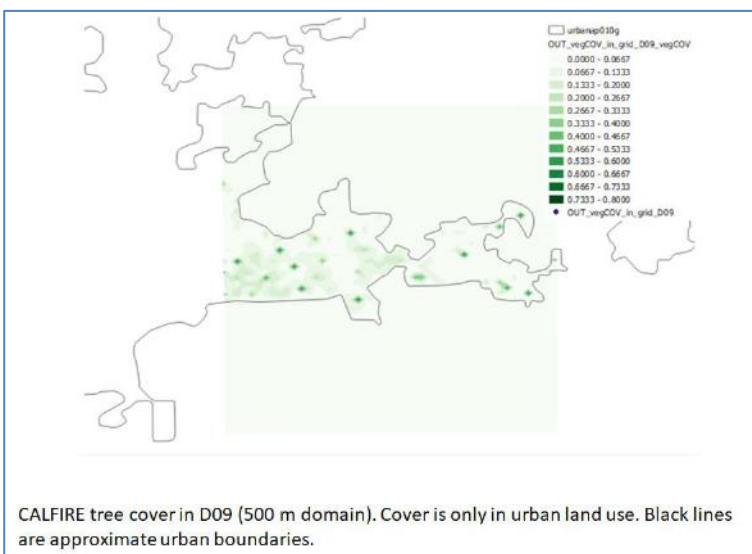 urbanap010g
OUT_vegCOV_in_grid_D09_vegCOV
0.0000 - 0.0667
0.0667 - 0.1333
0.1333 - 0.2000
0.2000 - 0.2667
0.2667 - 0.3333
0.3333 - 0.4000
0.4000 - 0.4667
0.4667 - 0.5333
0.5333 - 0.6000
0.6000 - 0.6667
0.6667 - 0.7333
0.7333 - 0.8000
OUT_vegCOV_in_grid_D09
CALFIRE tree cover in D09 (500 m domain). Cover is only in urban land use. Black lines
are approximate urban boundaries.